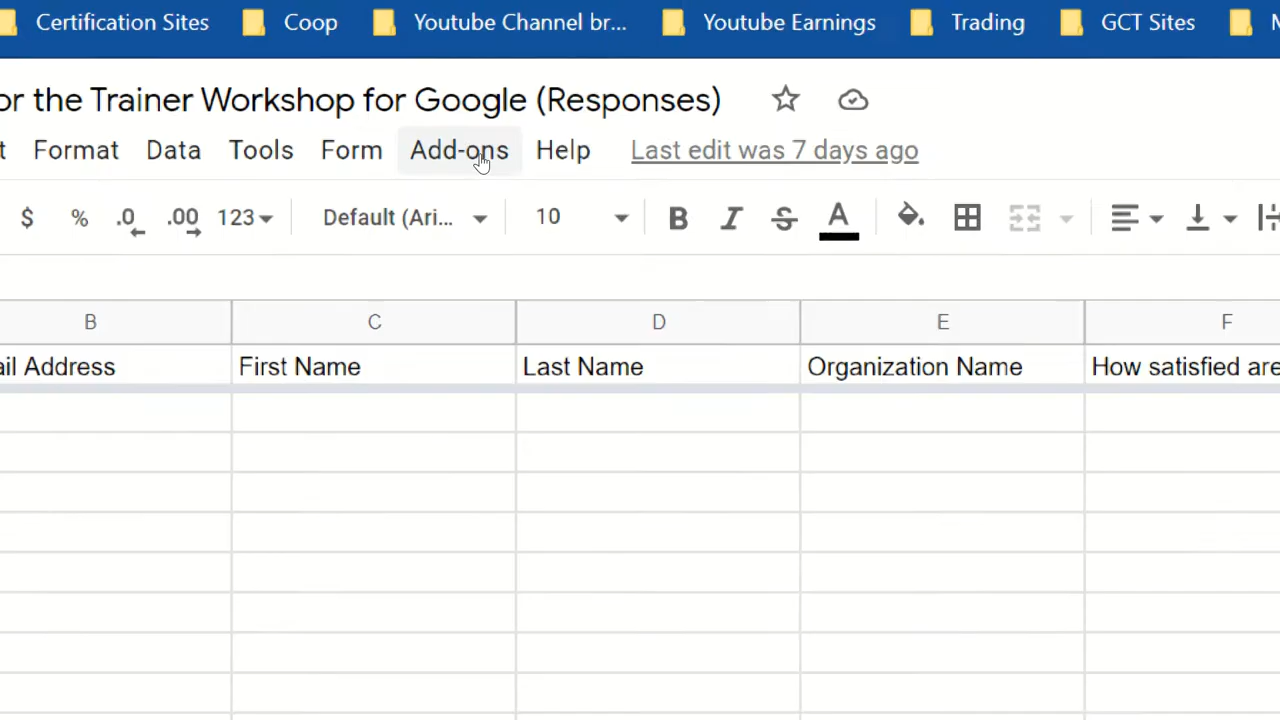 Certification Sites Coop Youtube Channel br... Youtube Earnings Trading GCT Sites
or the Trainer Workshop for Google (Responses)
t Format Data Tools Form Add-ons Help Last edit was 7 days ago
$ % .0 .00 123 Default (Ari... 10 B I S A
B C D E F
ail Address First Name Last Name Organization Name How satisfied are